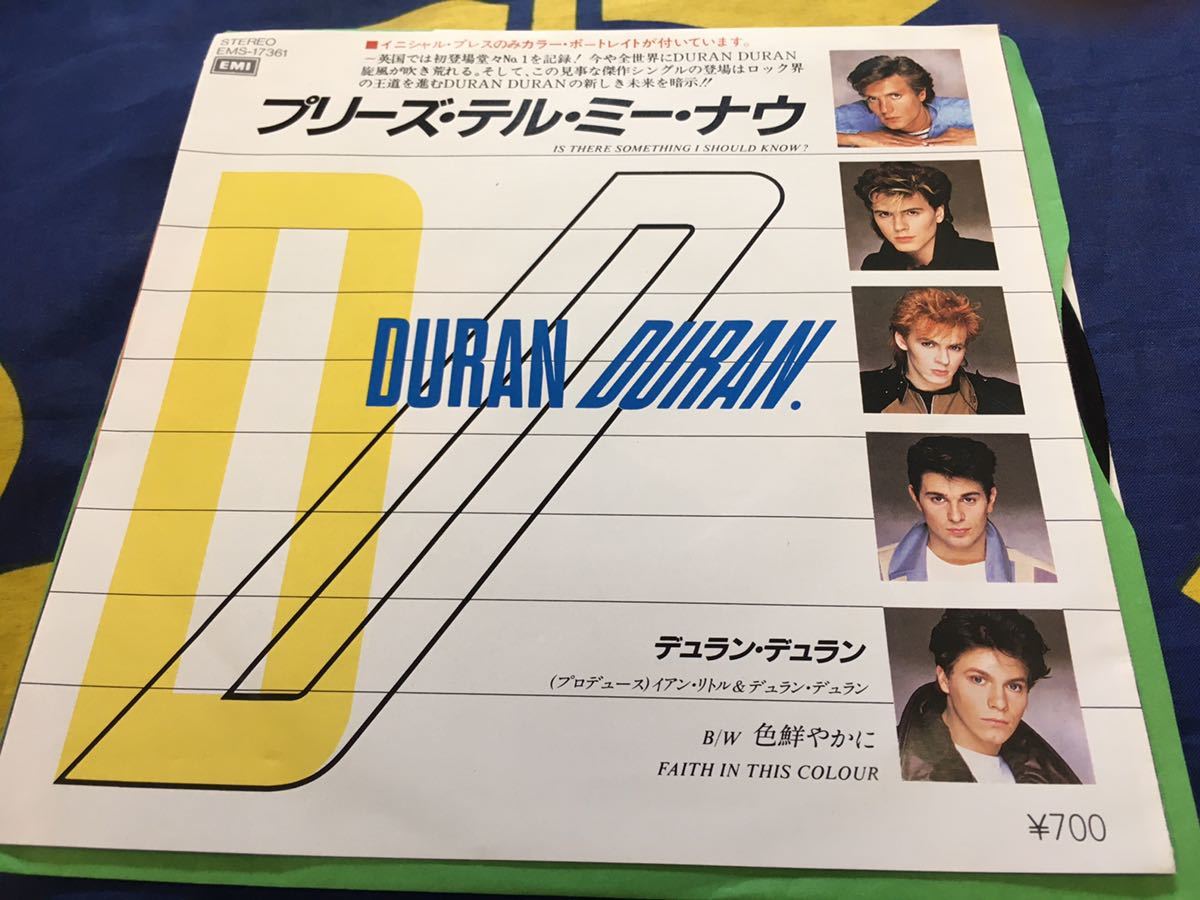 STEREO
EMS-17361
EMI
■イニシャル・プレスのみカラー・ポートレイトが付いています。
～英国では初登場堂々No.1を記録! 今や全世界にDURAN DURAN
旋風が吹き荒れる。そして、この見事な傑作シングルの登場はロック界
の王道を進むDURAN DURANの新しき未来を暗示!!
プリーズ・テル・ミー・ナウ
IS THERE SOMETHING I SHOULD KNOW?
DURAN DURAN.
デュラン・デュラン
(プロデュース)イアン・リトル&デュラン・デュラン
B/W 色鮮やかに
FAITH IN THIS COLOUR
¥700